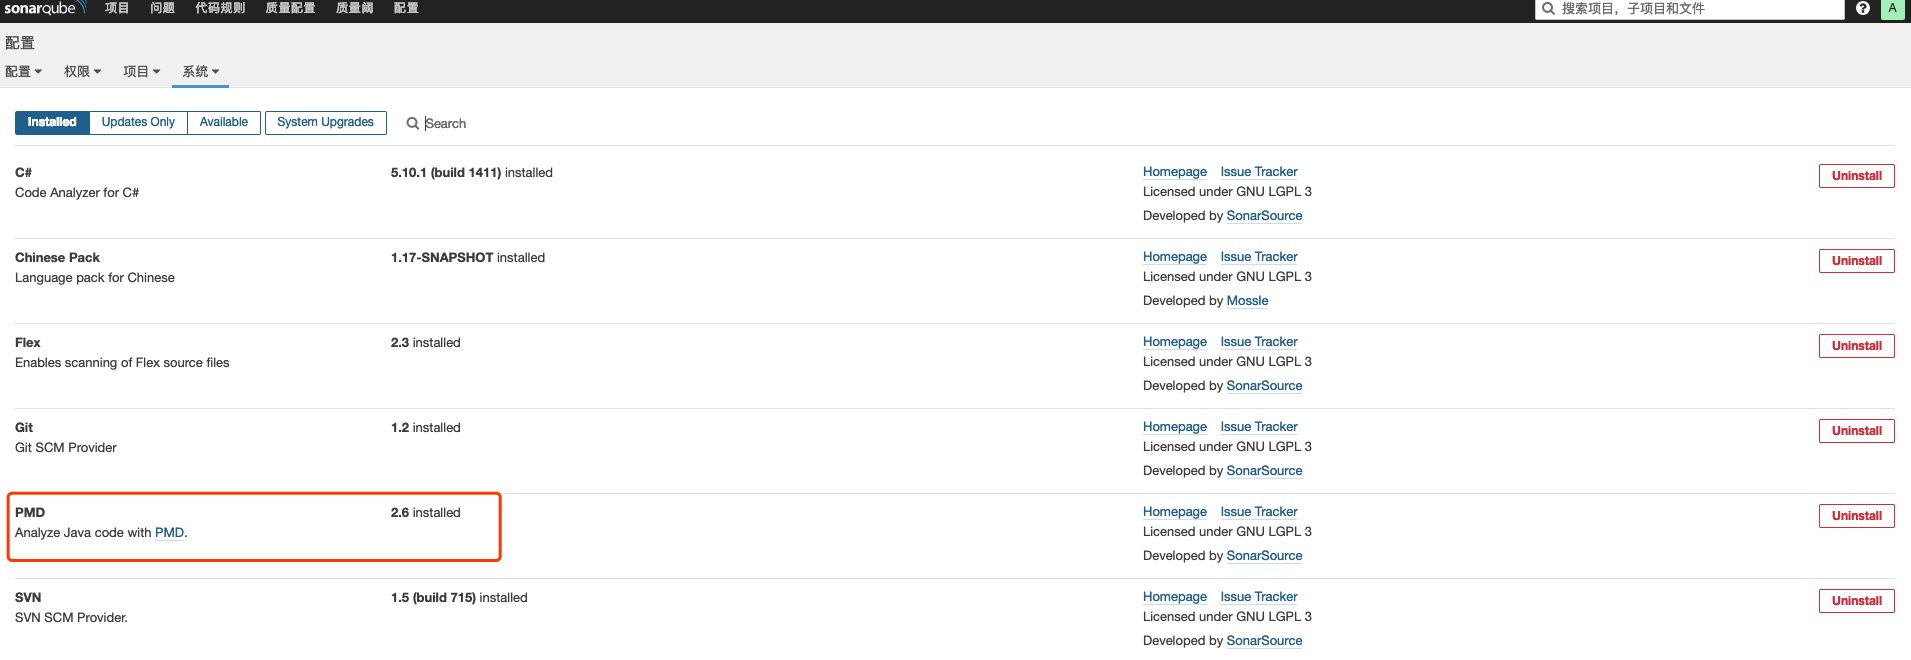 sonarqube 项目 问题 代码规则 质量配置 质量阈 配置 搜索项目，子项目和文件 ? A
配置
配置 权限 项目 系统
Installed Updates Only Available System Upgrades Search
C# 5.10.1 (build 1411) installed Homepage Issue Tracker Uninstall
Code Analyzer for C# Licensed under GNU LGPL 3
Developed by SonarSource
Chinese Pack 1.17-SNAPSHOT installed Homepage Issue Tracker Uninstall
Language pack for Chinese Licensed under GNU LGPL 3
Developed by Mossle
Flex 2.3 installed Homepage Issue Tracker Uninstall
Enables scanning of Flex source files Licensed under GNU LGPL 3
Developed by SonarSource
Git 1.2 installed Homepage Issue Tracker Uninstall
Git SCM Provider Licensed under GNU LGPL 3
Developed by SonarSource
PMD 2.6 installed Homepage Issue Tracker Uninstall
Analyze Java code with PMD. Licensed under GNU LGPL 3
Developed by SonarSource
SVN 1.5 (build 715) installed Homepage Issue Tracker Uninstall
SVN SCM Provider. Licensed under GNU LGPL 3
Developed by SonarSource